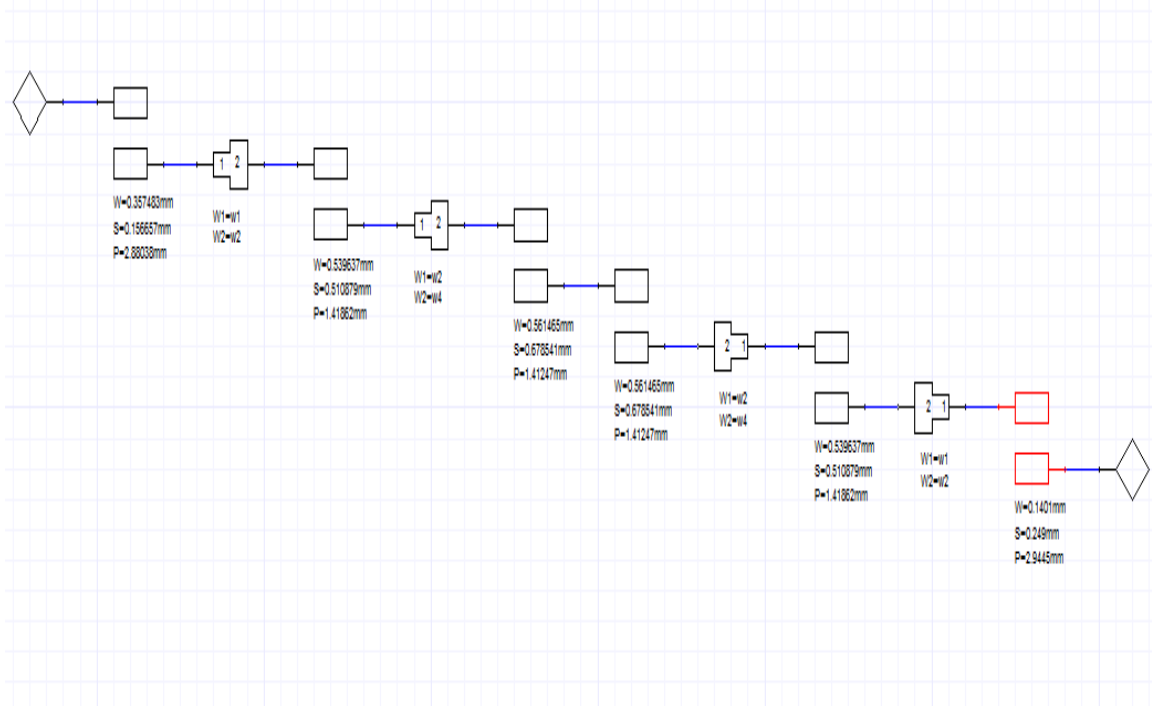 1 2
W=0.357483mm
S=0.156657mm
P=2.88038mm
W1=w1
W2=w2
1 2
W=0.539637mm
S=0.510879mm
P=1.41862mm
W1=w2
W2=w4
W=0.561465mm
S=0.678541mm
P=1.41247mm
2 1
W=0.561465mm
S=0.678541mm
P=1.41247mm
W1=w2
W2=w4
2 1
W=0.539637mm
S=0.510879mm
P=1.41862mm
W1=w1
W2=w2
W=0.1401mm
S=0.249mm
P=2.9445mm